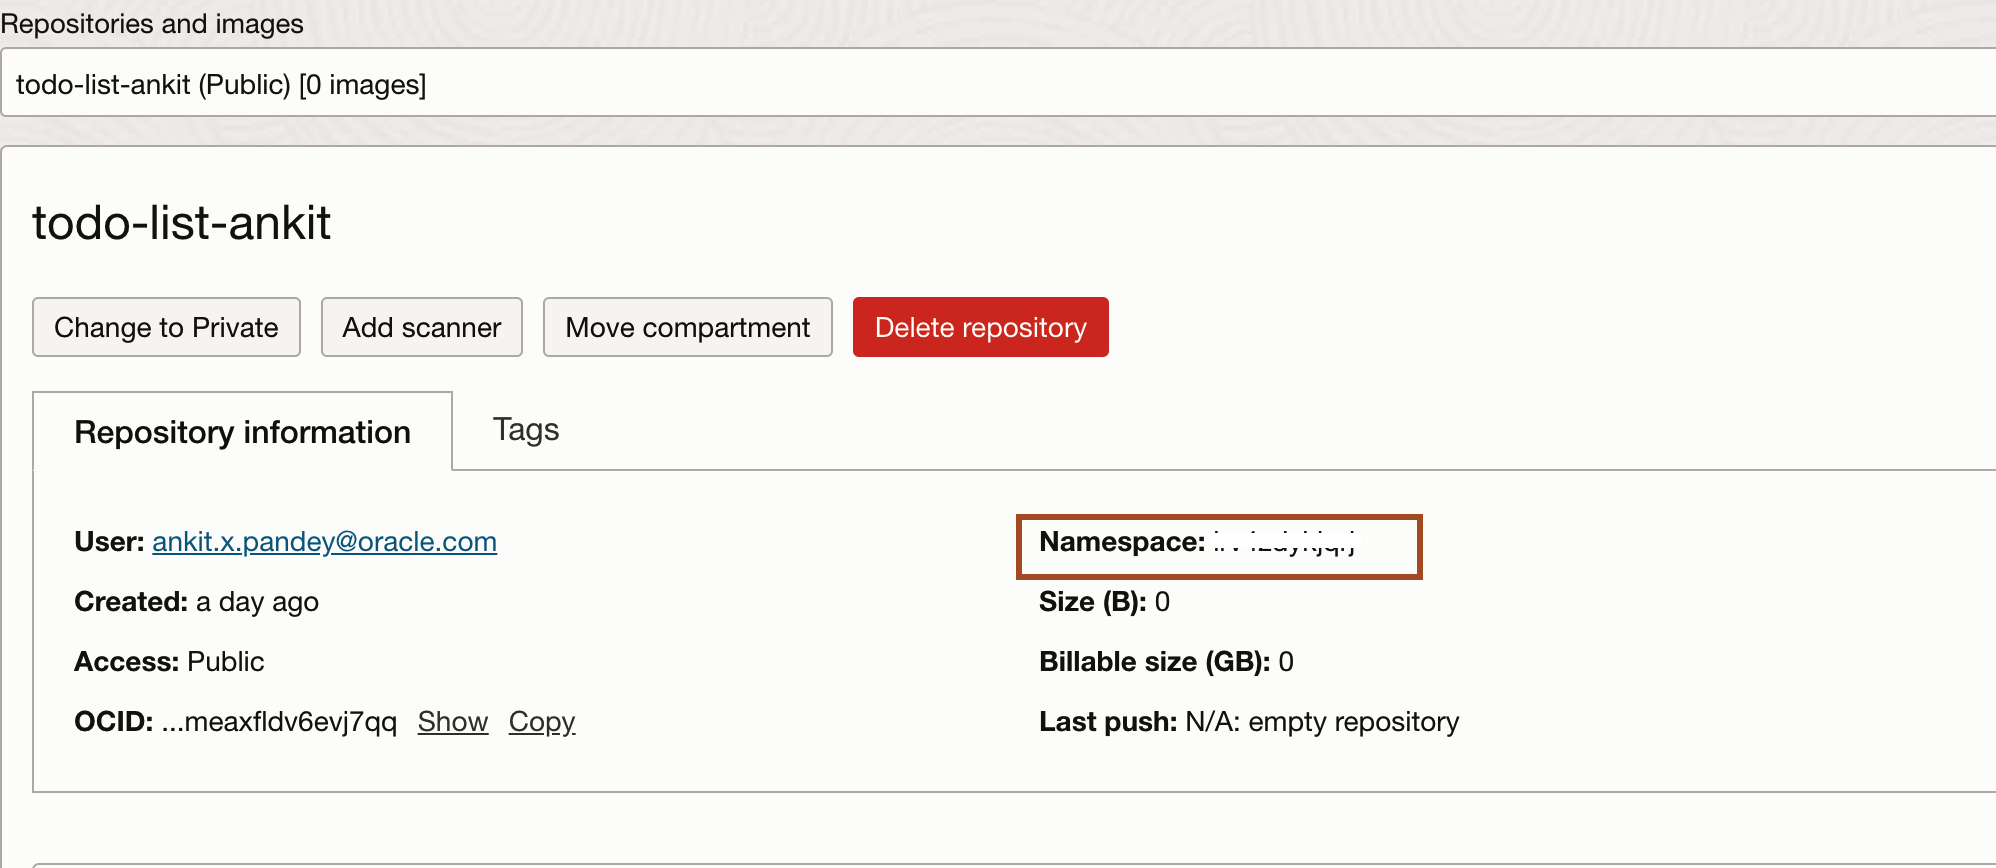 Repositories and images
todo-list-ankit (Public) [0 images]
todo-list-ankit
Change to Private
Add scanner
Move compartment
Delete repository
Repository information
Tags
User: ankit.x.pandey@oracle.com
Created: a day ago
Access: Public
OCID: ...meaxfldv6evj7qq Show Copy
Namespace:
Size (B): 0
Billable size (GB): 0
Last push: N/A: empty repository